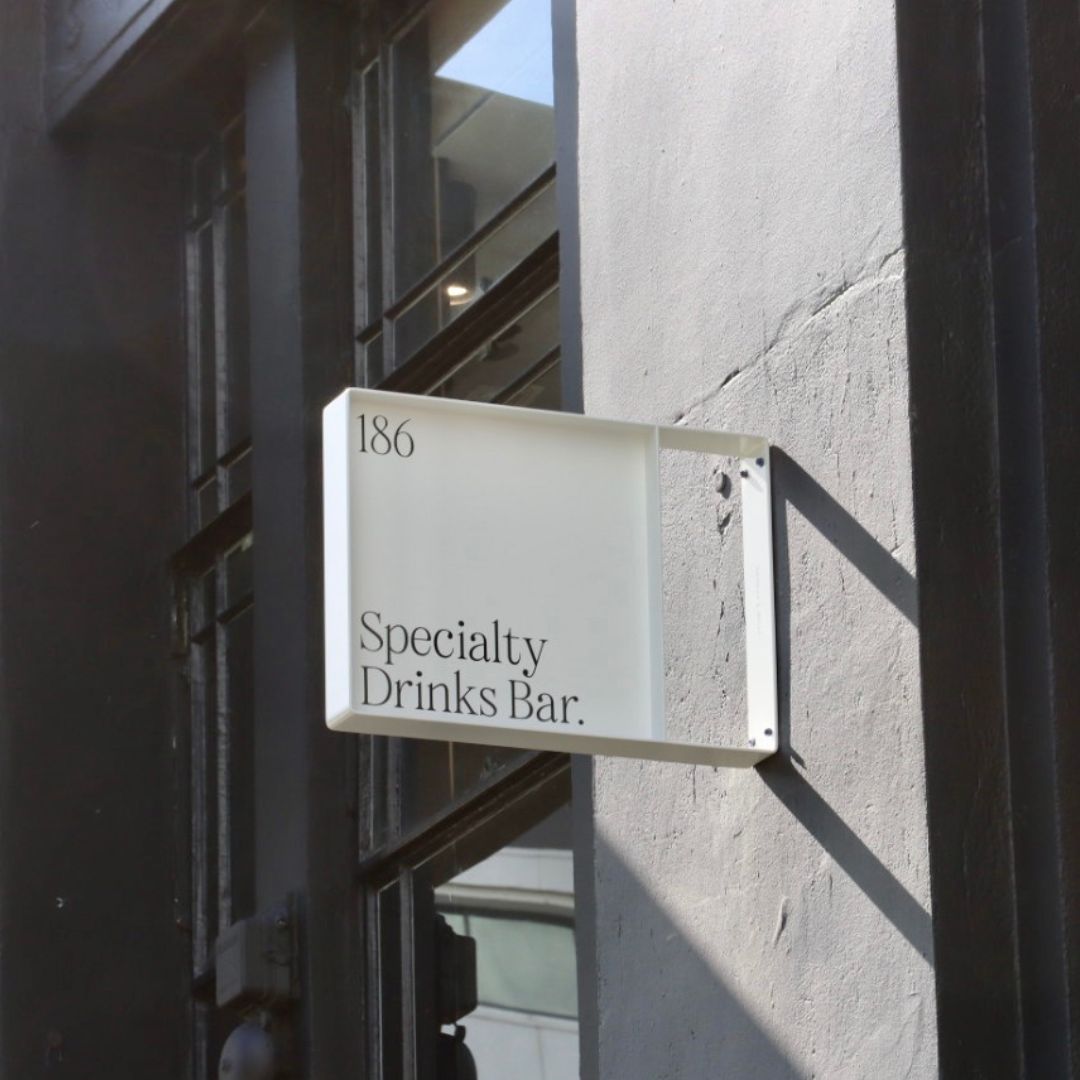 186
Specialty
Drinks Bar.